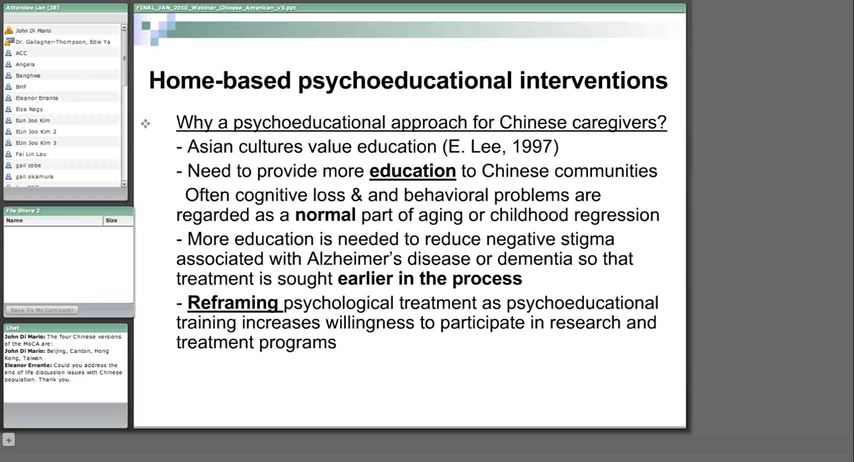 Attendee List (38)
John Di Mario
Dr. Gallagher-Thompson, Edie Ya
ACC
Angela
Banghwa
BHF
Eleanor Errante
Elza Nagy
Eun Joo Kim
EUN Joo Kim 2
EUN Joo Kim 3
Fai Lin Lau
gail cobe
gail okamura
File Share 2
Name Size
Save To My Computer
Chat
John Di Mario: The four Chinese versions
of the MoCA are:
John Di Mario: Beijing, Canton, Hong
Kong, Taiwan
Eleanor Errante: Could you address the
end of life discussion issues with Chinese
population. Thank you.
FINAL_JAN_2010_Webinar_Chinese_American_v3.ppt
Home-based psychoeducational interventions
Why a psychoeducational approach for Chinese caregivers?
- Asian cultures value education (E. Lee, 1997)
- Need to provide more education to Chinese communities
Often cognitive loss & and behavioral problems are
regarded as a normal part of aging or childhood regression
- More education is needed to reduce negative stigma
associated with Alzheimer's disease or dementia so that
treatment is sought earlier in the process
- Reframing psychological treatment as psychoeducational
training increases willingness to participate in research and
treatment programs